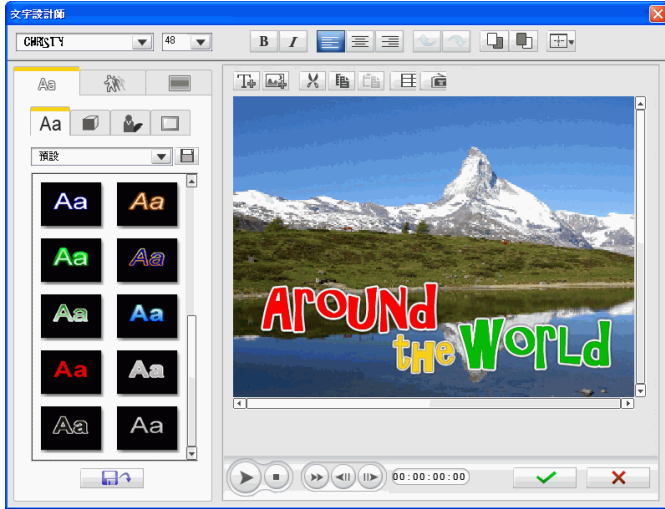 文字設計師
CHRISTY
48
B I
Aa
Aa
預設
Aa Aa
Aa Aa
Aa Aa
Aa Aa
Aa Aa
AroUNd
tHe WorLd
00:00:00:00